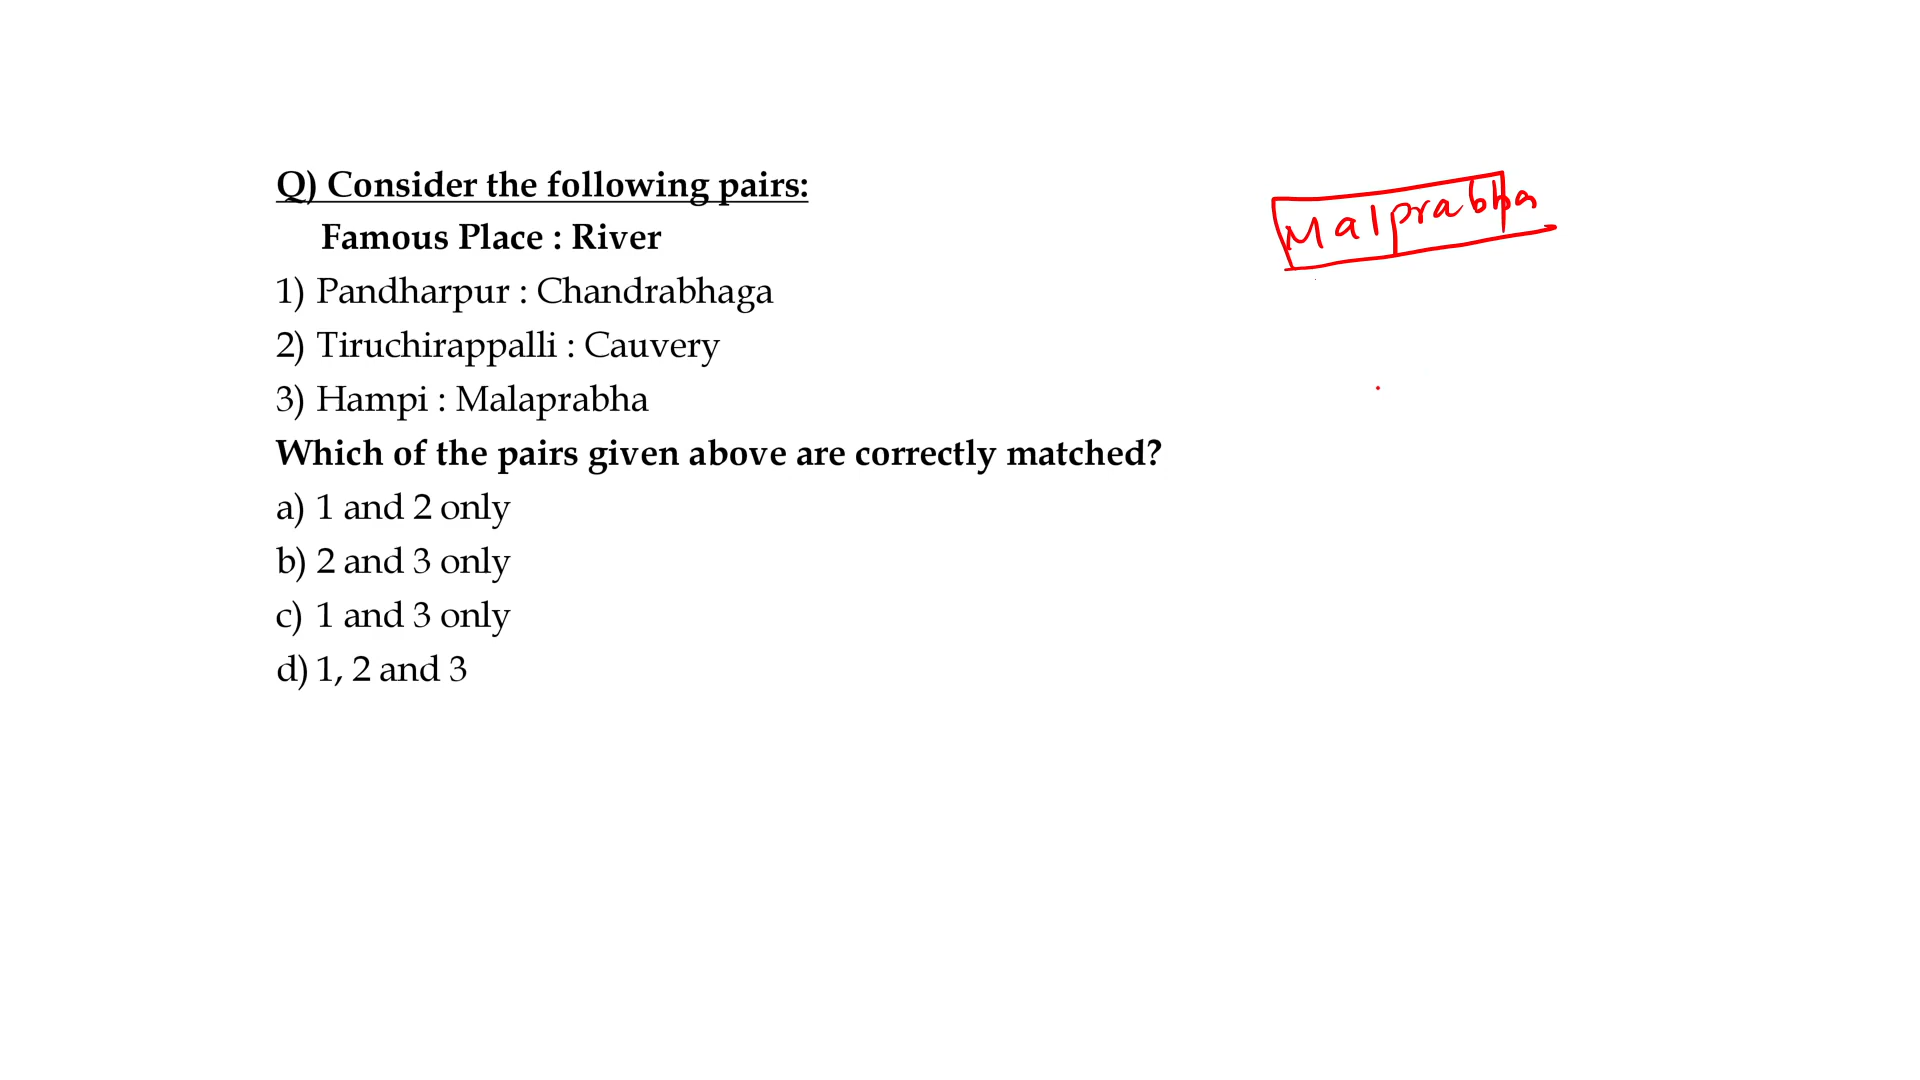 Q) Consider the following pairs:
Famous Place : River
1) Pandharpur : Chandrabhaga
2) Tiruchirappalli : Cauvery
3) Hampi : Malaprabha
Which of the pairs given above are correctly matched?
a) 1 and 2 only
b) 2 and 3 only
c) 1 and 3 only
d) 1, 2 and 3
Malprabha